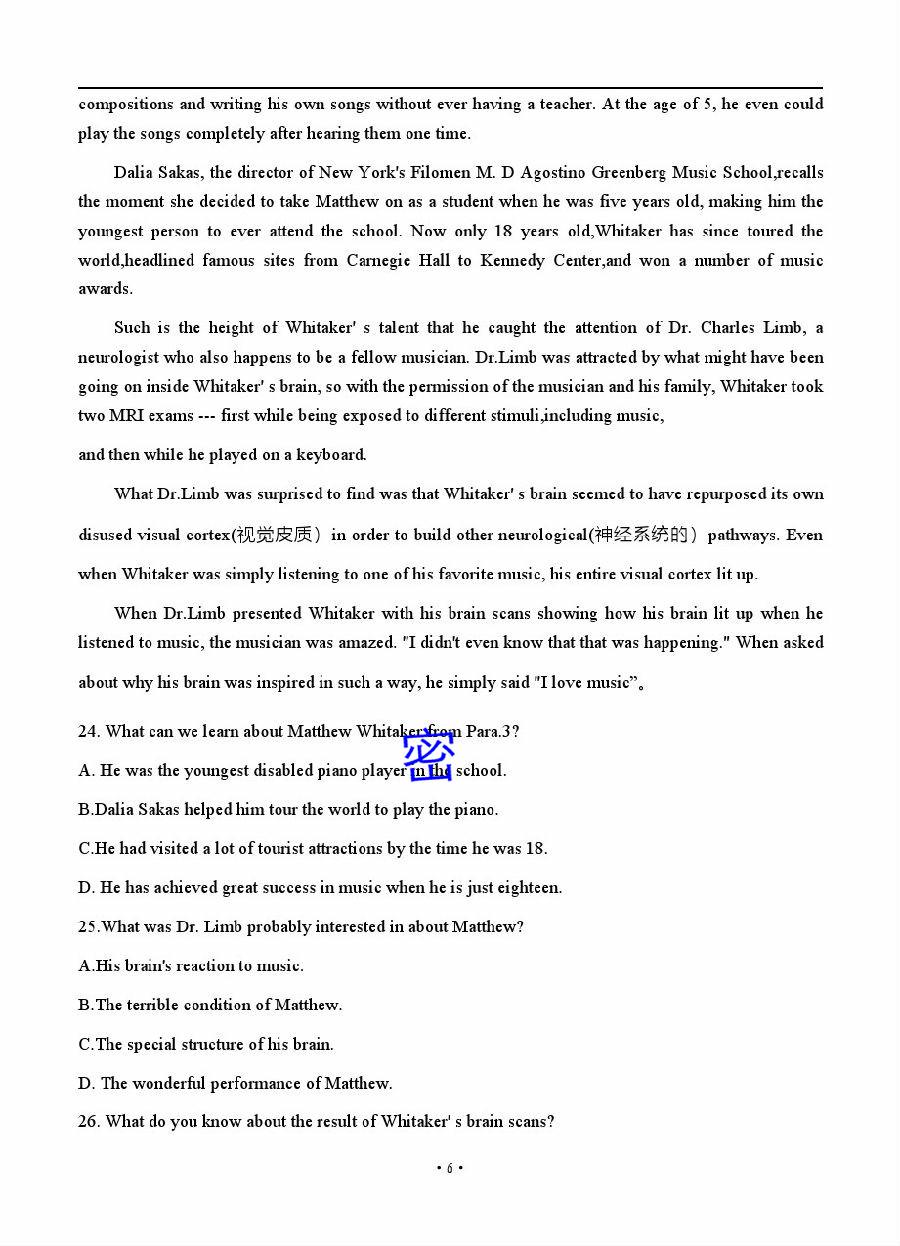 compositions and writing his own songs without ever having a teacher. At the age of 5, he even could
play the songs completely after hearing them one time.
Dalia Sakas, the director of New York's Filomen M. D Agostino Greenberg Music School,recalls
the moment she decided to take Matthew on as a student when he was five years old, making him the
youngest person to ever attend the school. Now only 18 years old,Whitaker has since toured the
world,headlined famous sites from Carnegie Hall to Kennedy Center,and won a number of music
awards.
Such is the height of Whitaker' s talent that he caught the attention of Dr. Charles Limb, a
neurologist who also happens to be a fellow musician. Dr.Limb was attracted by what might have been
going on inside Whitaker' s brain, so with the permission of the musician and his family, Whitaker took
two MRI exams --- first while being exposed to different stimuli,including music,
and then while he played on a keyboard.
What Dr.Limb was surprised to find was that Whitaker' s brain seemed to have repurposed its own
disused visual cortex(视觉皮质）in order to build other neurological(神经系统的）pathways. Even
when Whitaker was simply listening to one of his favorite music, his entire visual cortex lit up.
When Dr.Limb presented Whitaker with his brain scans showing how his brain lit up when he
listened to music, the musician was amazed. "I didn't even know that that was happening." When asked
about why his brain was inspired in such a way, he simply said "I love music”。
24. What can we learn about Matthew Whitaker from Para.3?
密
A. He was the youngest disabled piano player in the school.
B.Dalia Sakas helped him tour the world to play the piano.
C.He had visited a lot of tourist attractions by the time he was 18.
D. He has achieved great success in music when he is just eighteen.
25.What was Dr. Limb probably interested in about Matthew?
A.His brain's reaction to music.
B.The terrible condition of Matthew.
C.The special structure of his brain.
D. The wonderful performance of Matthew.
26. What do you know about the result of Whitaker' s brain scans?
• 6 •